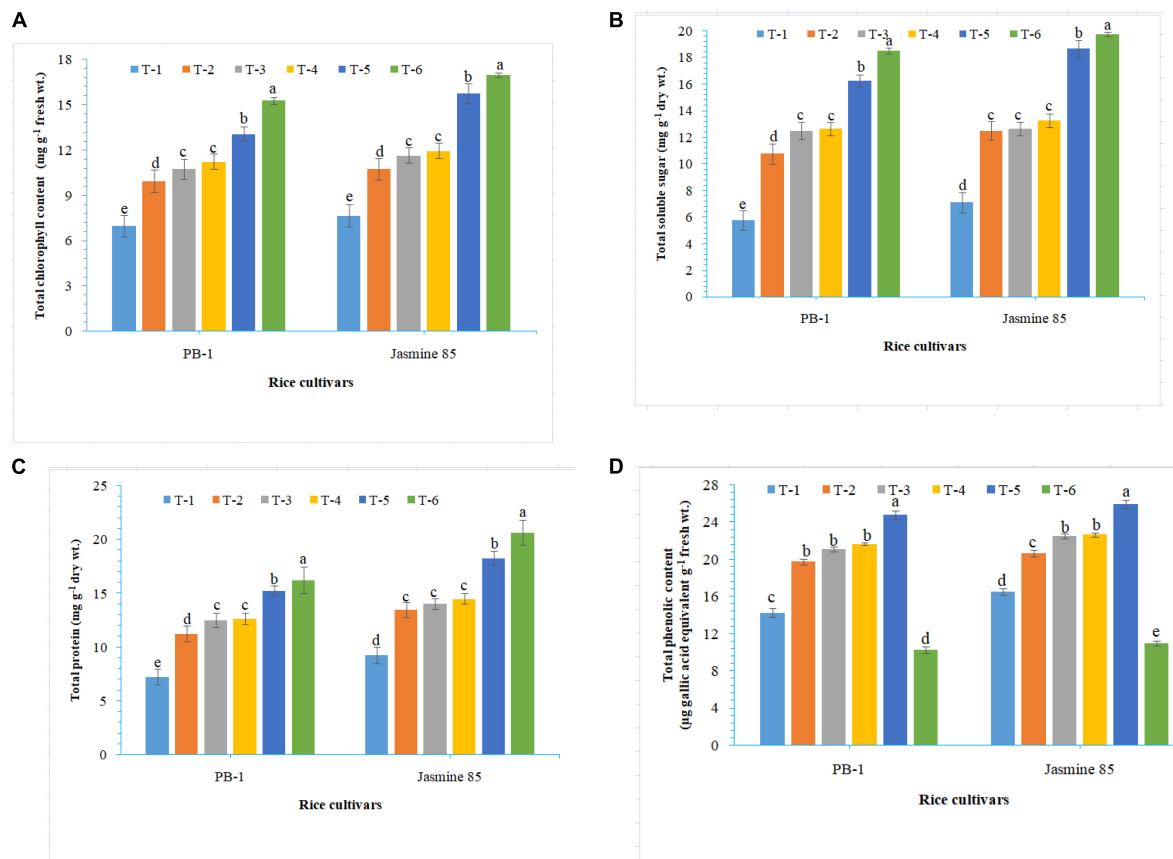 A
T-1 T-2 T-3 T-4 T-5 T-6
Total chlorophyll content (mg g-1 fresh wt.)
18
15
12
9
6
3
0
e d c c b a
e d c c b a
PB-1 Jasmine 85
Rice cultivars
B
T-1 T-2 T-3 T-4 T-5 T-6
Total soluble sugar (mg g-1 dry wt.)
20
18
16
14
12
10
8
6
4
2
0
e d c c b a
d c c c b a
PB-1 Jasmine 85
Rice cultivars
C
T-1 T-2 T-3 T-4 T-5 T-6
Total protein (mg g-1 dry wt.)
25
20
15
10
5
0
e d c c b a
d c c c b a
PB-1 Jasmine 85
Rice cultivars
D
T-1 T-2 T-3 T-4 T-5 T-6
Total phenolic content
(µg gallic acid equivalent g-1 fresh wt.)
28
24
20
16
12
8
4
0
c b b b a d
d c b b a e
PB-1 Jasmine 85
Rice cultivars